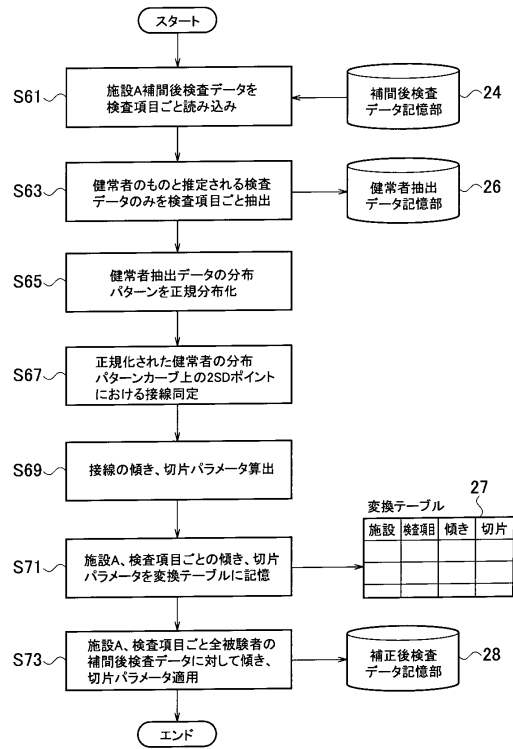 スタート
S61
施設A補間後検査データを
検査項目ごと読み込み
補間後検査
データ記憶部
24
S63
健常者のものと推定される検査
データのみを検査項目ごと抽出
健常者抽出
データ記憶部
26
S65
健常者抽出データの分布
パターンを正規分布化
S67
正規化された健常者の分布
パターンカーブ上の2SDポイント
における接線同定
S69
接線の傾き、切片パラメータ算出
変換テーブル
27
施設 検査項目 傾き 切片
S71
施設A、検査項目ごとの傾き、切片
パラメータを変換テーブルに記憶
S73
施設A、検査項目ごと全被験者の
補間後検査データに対して傾き、
切片パラメータ適用
補正後検査
データ記憶部
28
エンド